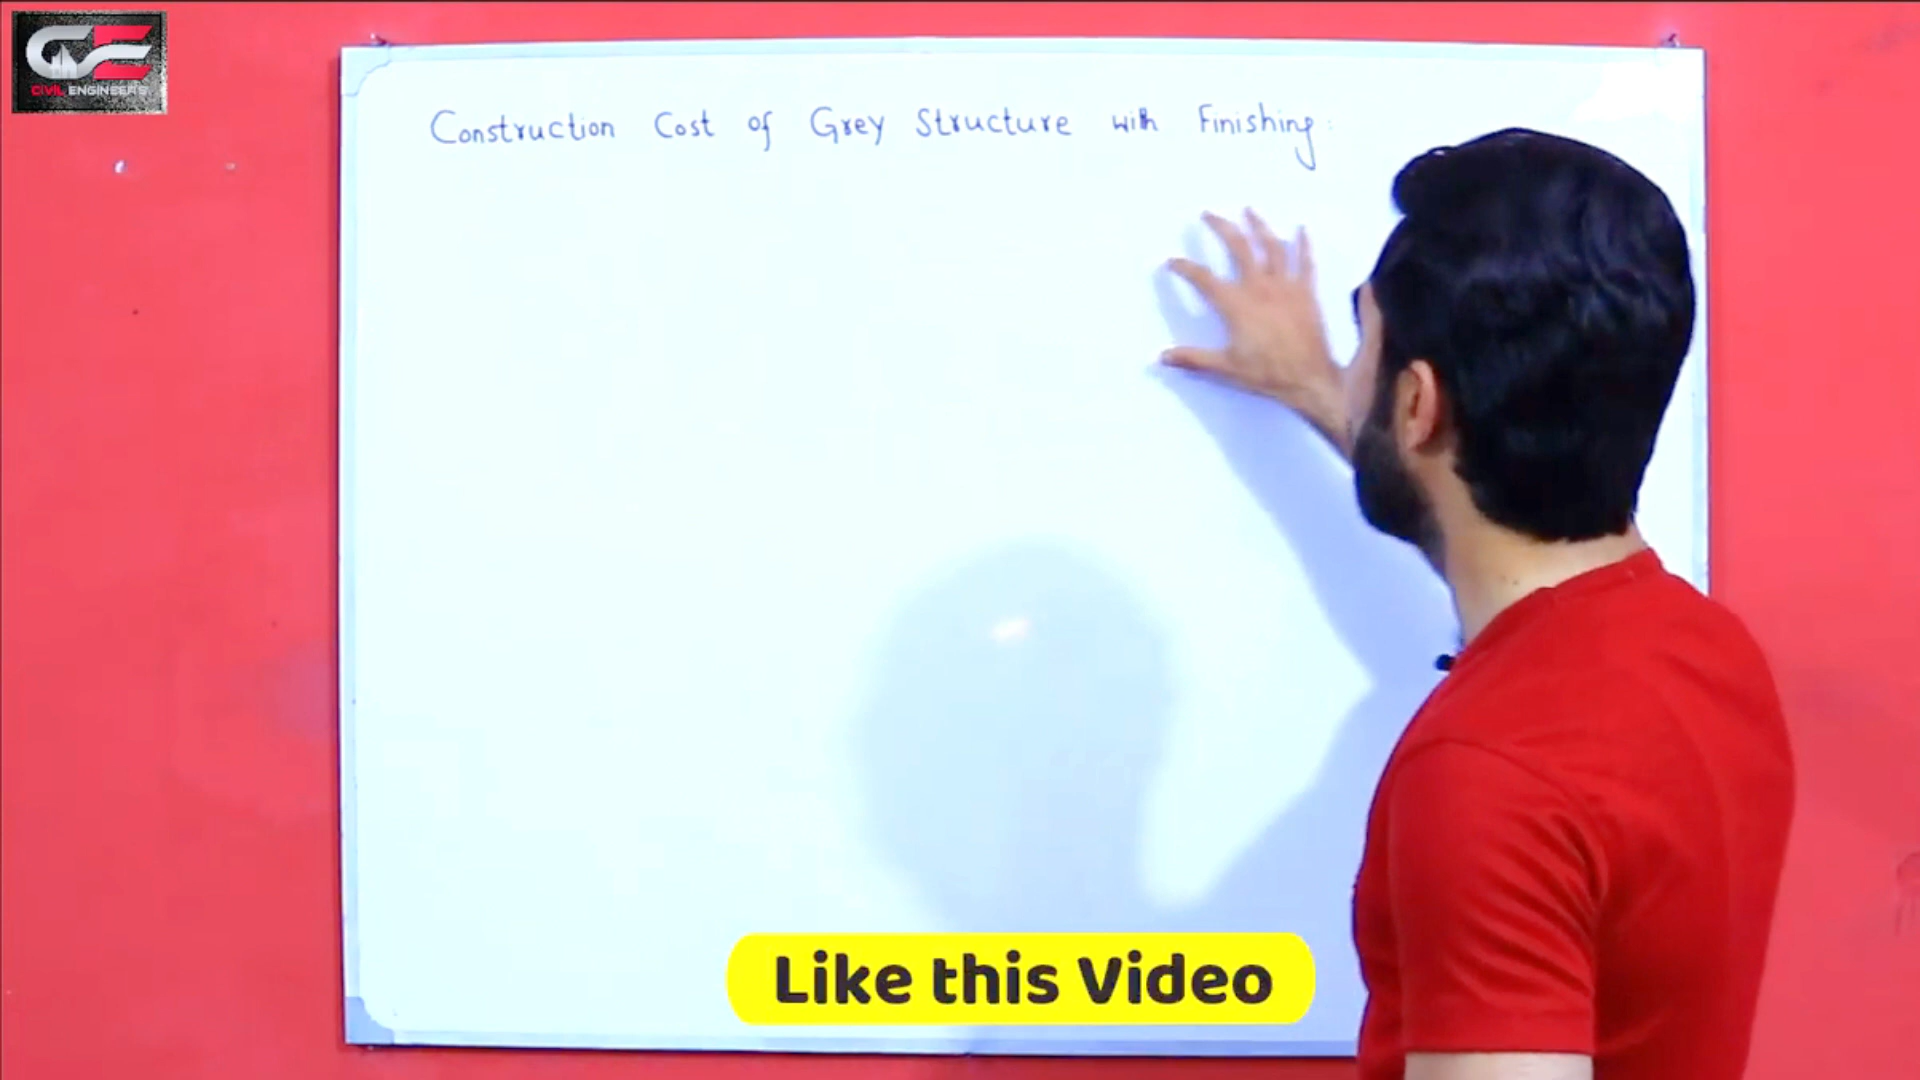 CIVIL ENGINEERS
Construction Cost of Grey Structure with Finishing:
Like this Video